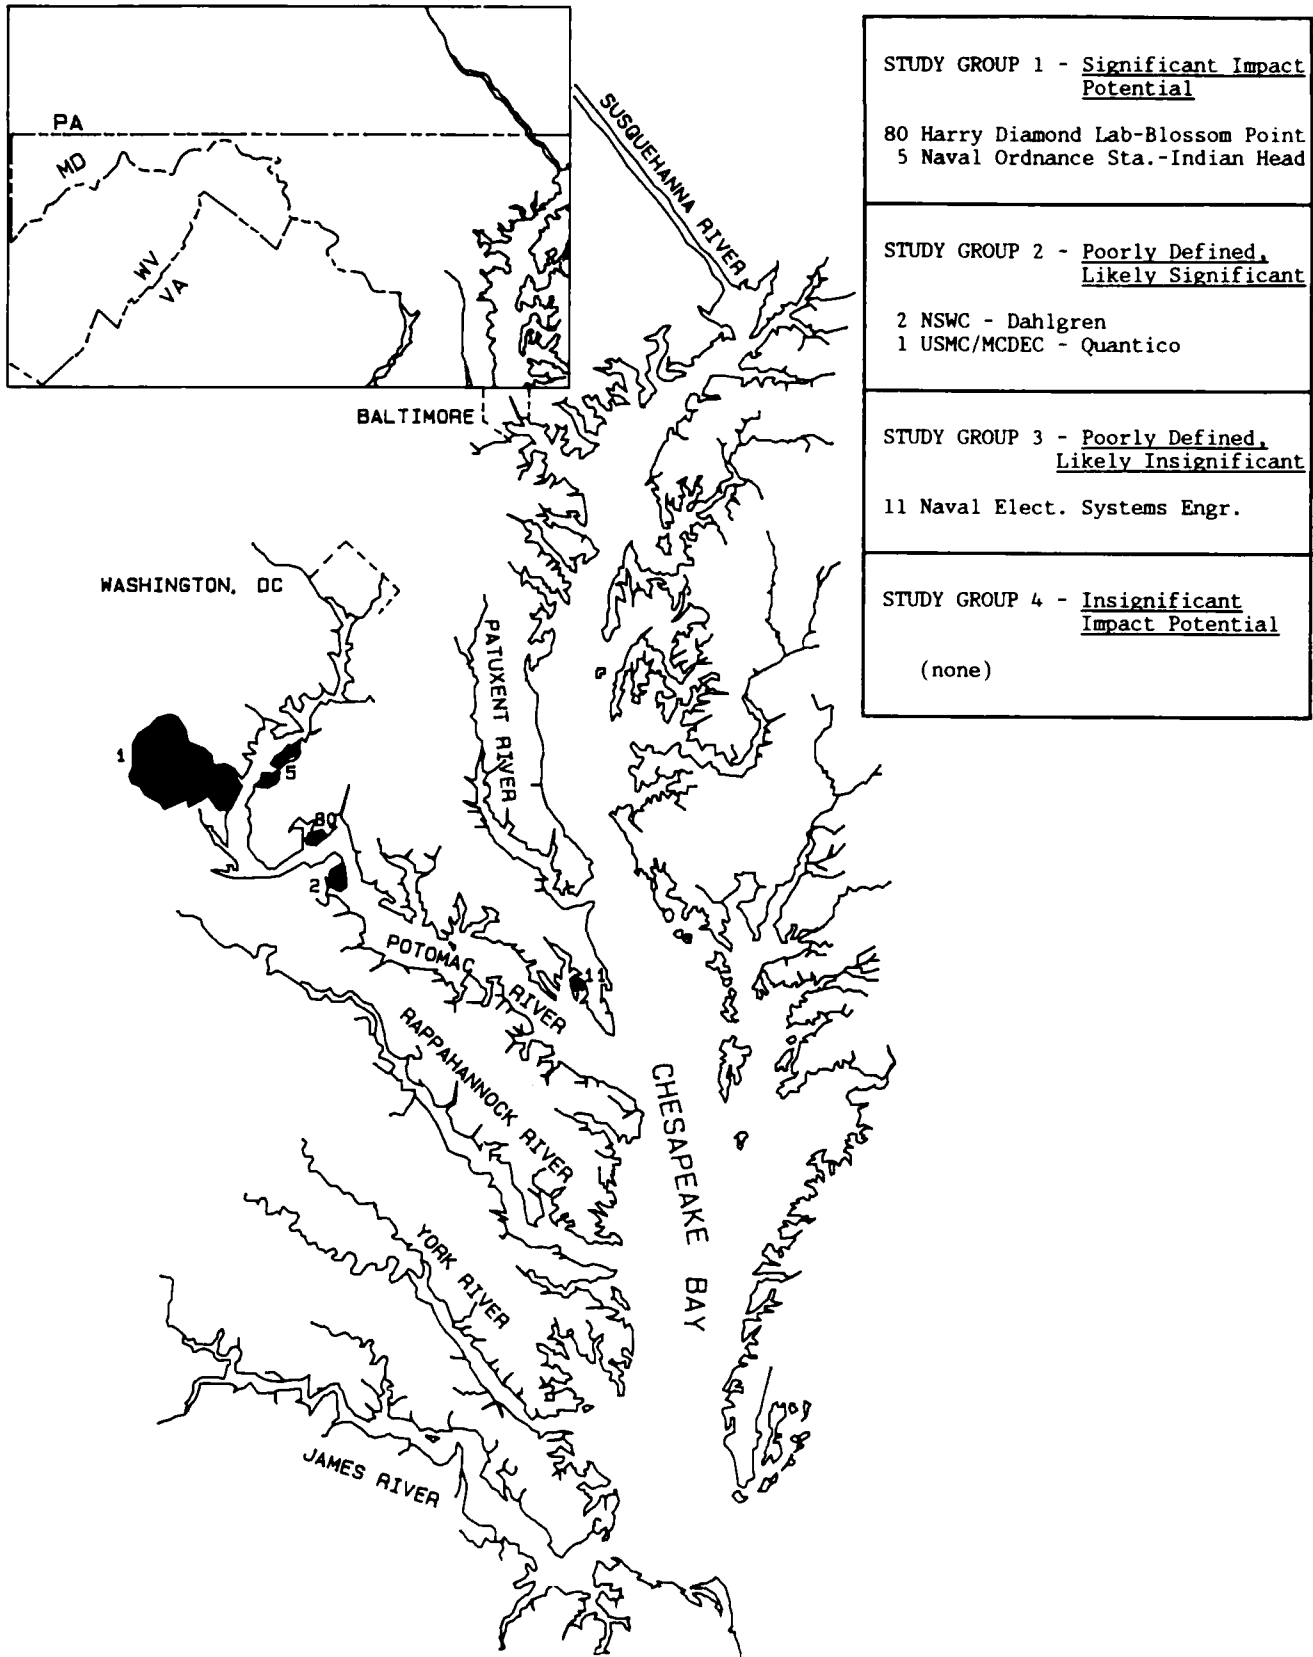 PA
MD
WV
VA
SUSQUEHANNA RIVER
BALTIMORE
WASHINGTON, DC
PATUXENT RIVER
1
5
80
2
11
POTOMAC RIVER
RAPPAHANNOCK RIVER
CHESAPEAKE BAY
YORK RIVER
JAMES RIVER
STUDY GROUP 1 - Significant Impact
Potential
80 Harry Diamond Lab-Blossom Point
5 Naval Ordnance Sta.-Indian Head
STUDY GROUP 2 - Poorly Defined,
Likely Significant
2 NSWC - Dahlgren
1 USMC/MCDEC - Quantico
STUDY GROUP 3 - Poorly Defined,
Likely Insignificant
11 Naval Elect. Systems Engr.
STUDY GROUP 4 - Insignificant
Impact Potential
(none)